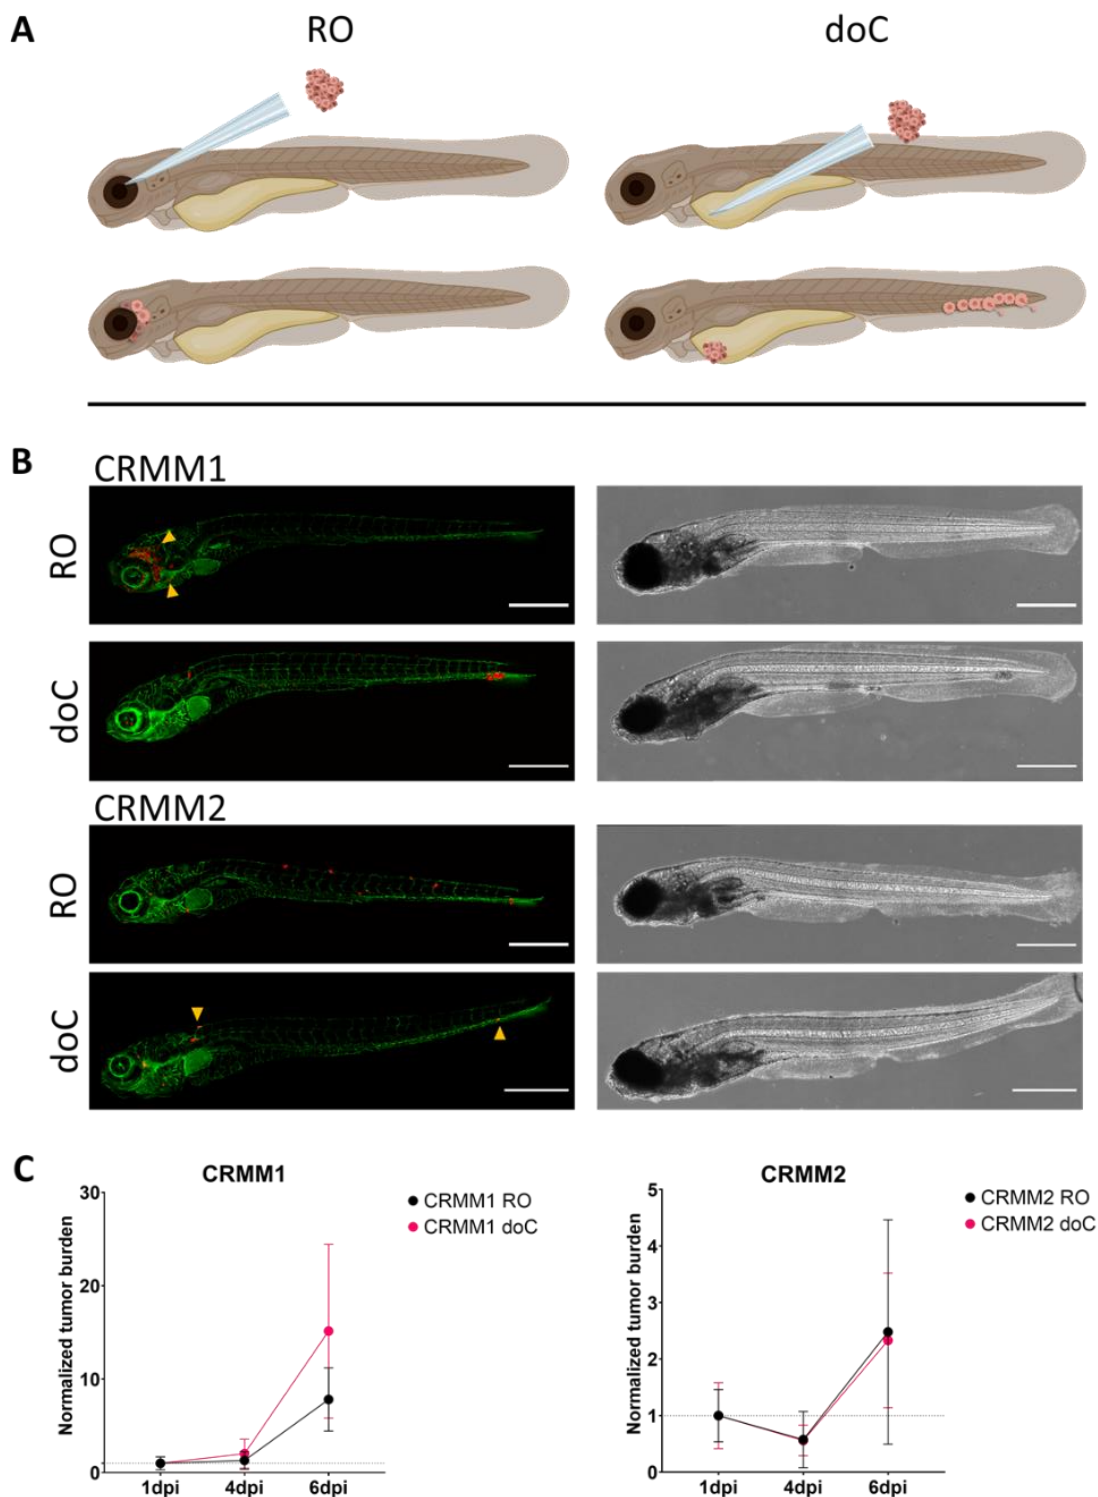 A
RO
doC
B
CRMM1
RO
doC
CRMM2
RO
doC
C
CRMM1
Normalized tumor burden
30
20
10
0
1dpi 4dpi 6dpi
CRMM1 RO
CRMM1 doC
CRMM2
Normalized tumor burden
5
4
3
2
1
0
1dpi 4dpi 6dpi
CRMM2 RO
CRMM2 doC